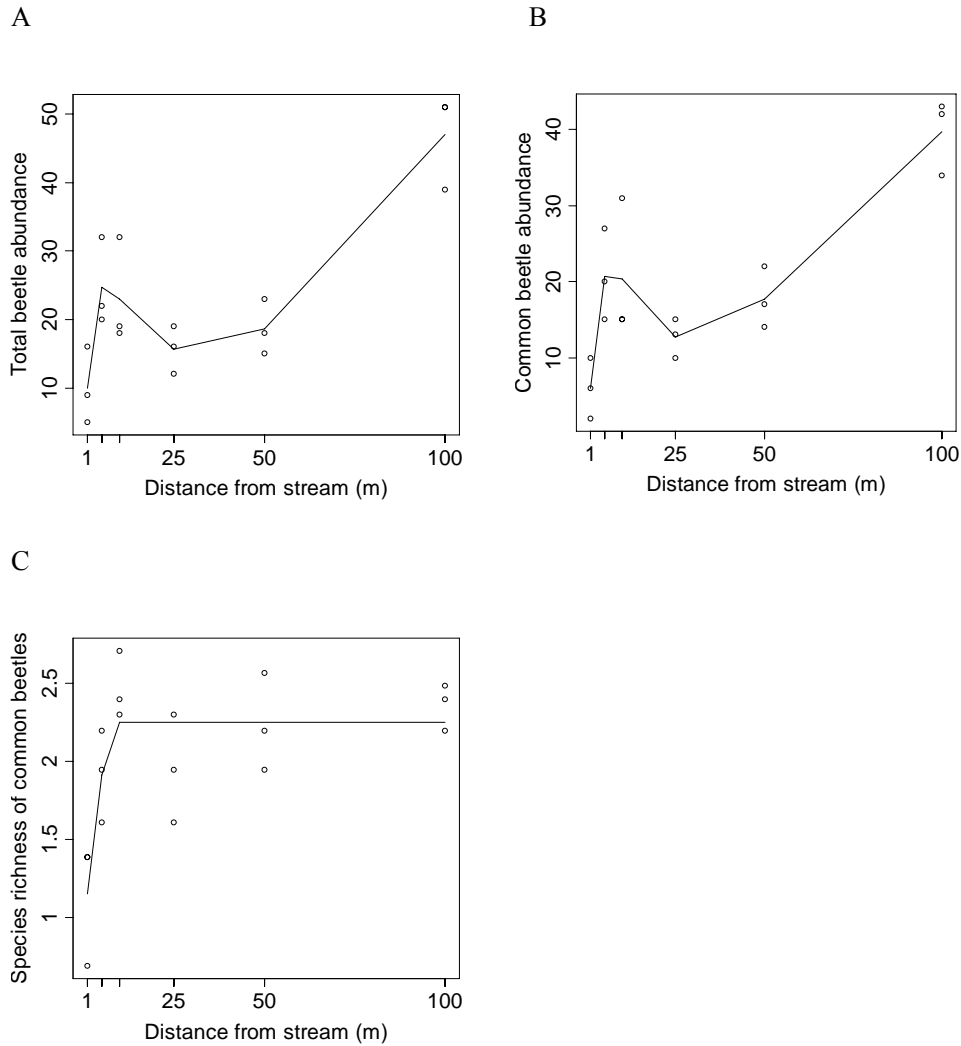 A
Total beetle abundance
50
40
30
20
10
1 25 50 100
Distance from stream (m)
B
Common beetle abundance
40
30
20
10
1 25 50 100
Distance from stream (m)
C
Species richness of common beetles
2.5
2
1.5
1
1 25 50 100
Distance from stream (m)